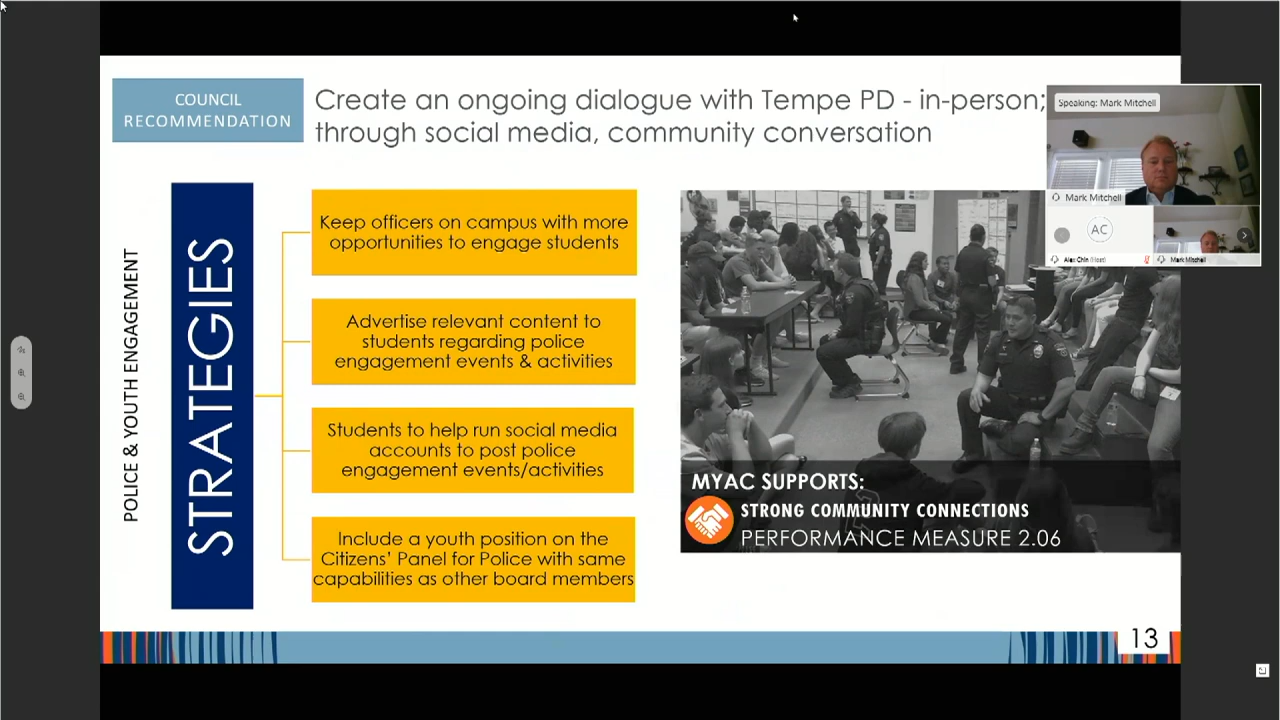 COUNCIL
RECOMMENDATION
Create an ongoing dialogue with Tempe PD - in-person;
through social media, community conversation
Speaking: Mark Mitchell
Mark Mitchell
AC
Alex Chin (Host)
Mark Mitchell
POLICE & YOUTH ENGAGEMENT
STRATEGIES
Keep officers on campus with more
opportunities to engage students
Advertise relevant content to
students regarding police
engagement events & activities
Students to help run social media
accounts to post police
engagement events/activities
Include a youth position on the
Citizens' Panel for Police with same
capabilities as other board members
MYAC SUPPORTS:
STRONG COMMUNITY CONNECTIONS
PERFORMANCE MEASURE 2.06
13